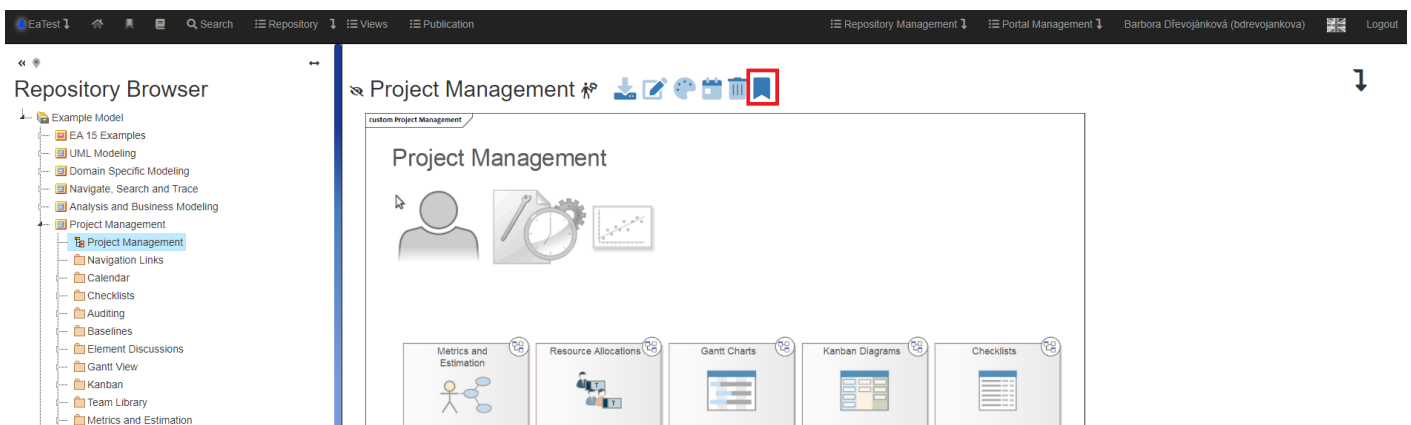 EaTest Search Repository Views Publication Repository Management Portal Management Barbora Dřevojánková (bdrevojankova) Logout
Repository Browser
Example Model
EA 15 Examples
UML Modeling
Domain Specific Modeling
Navigate, Search and Trace
Analysis and Business Modeling
Project Management
Project Management
Navigation Links
Calendar
Checklists
Auditing
Baselines
Element Discussions
Gantt View
Kanban
Team Library
Metrics and Estimation
Project Management
custom Project Management
Project Management
Metrics and
Estimation
Resource Allocations
T
T
Gantt Charts
Kanban Diagrams
Checklists